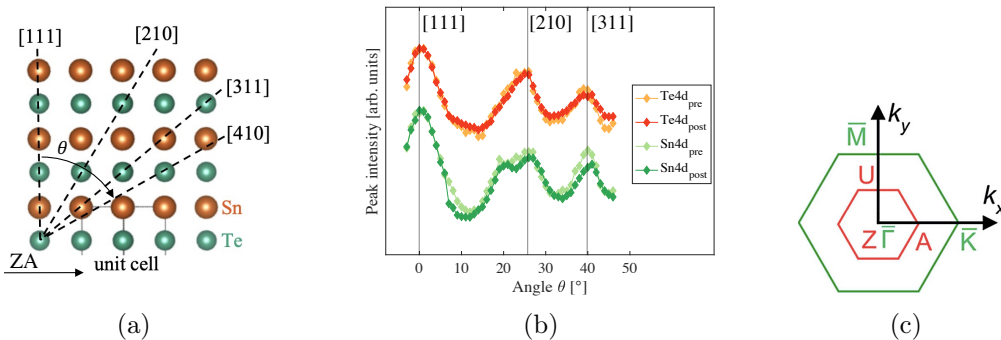 [111]
[210]
[311]
[410]
θ
Sn
Te
ZA
unit cell
(a)
[111]
[210]
[311]
Peak intensity [arb. units]
Te4d_pre
Te4d_post
Sn4d_pre
Sn4d_post
0
10
20
30
40
50
Angle θ [°]
(b)
M̅
k_y
U
k_x
Z
Γ̅
A
K̅
(c)